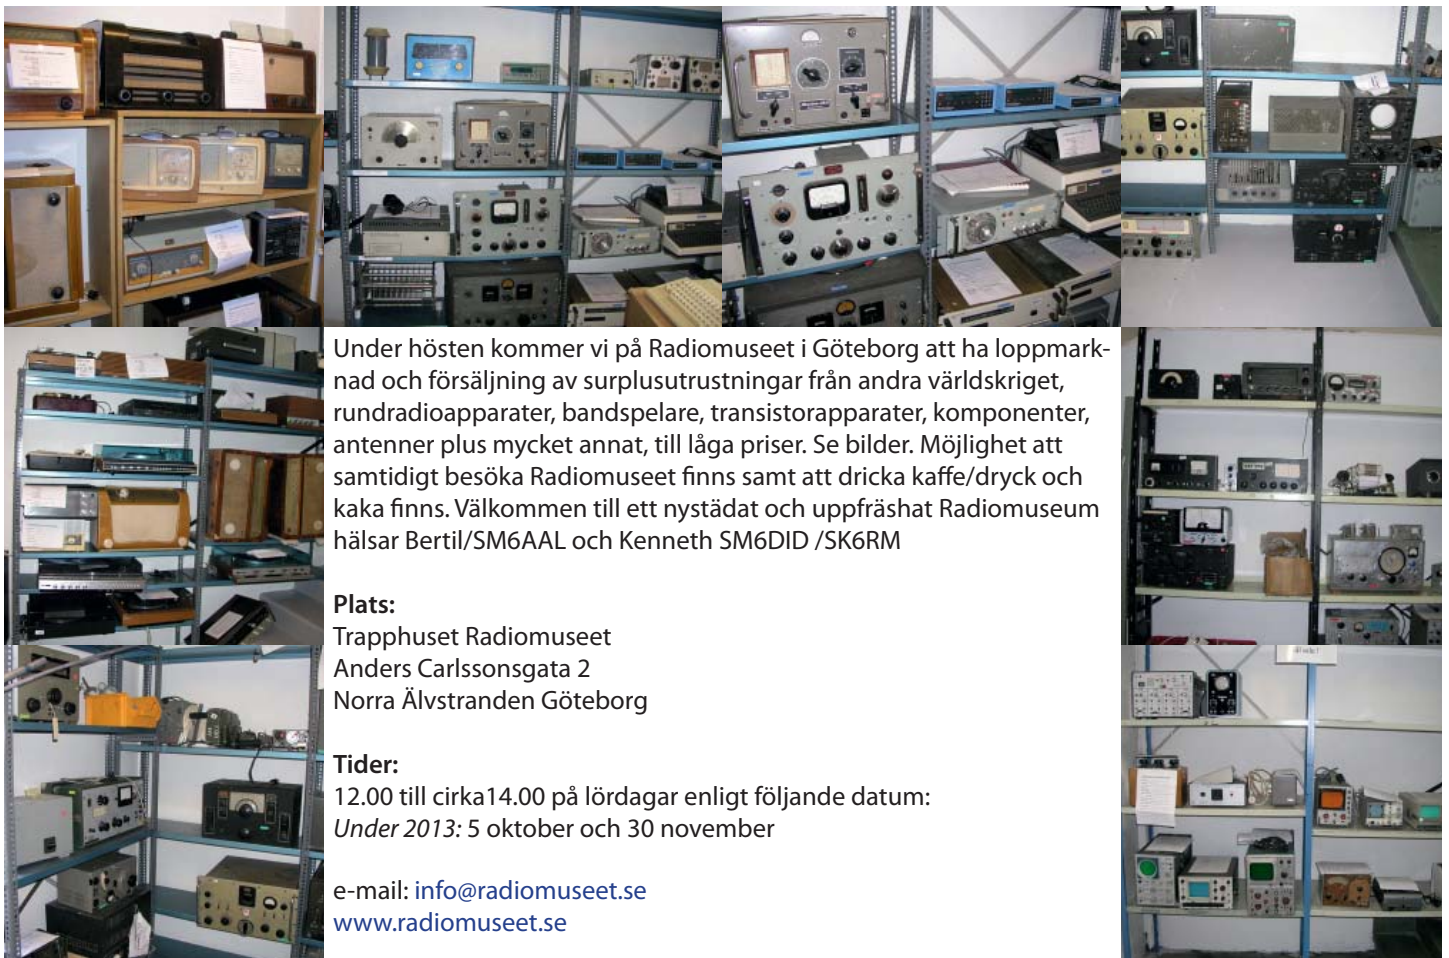 Under hösten kommer vi på Radiomuseet i Göteborg att ha loppmark-
nad och försäljning av surplusutrustningar från andra världskriget,
rundradioapparater, bandspelare, transistorapparater, komponenter,
antenner plus mycket annat, till låga priser. Se bilder. Möjlighet att
samtidigt besöka Radiomuseet finns samt att dricka kaffe/dryck och
kaka finns. Välkommen till ett nystädat och uppfräshat Radiomuseum
hälsar Bertil/SM6AAL och Kenneth SM6DID /SK6RM
Plats:
Trapphuset Radiomuseet
Anders Carlssonsgata 2
Norra Älvstranden Göteborg
Tider:
12.00 till cirka14.00 på lördagar enligt följande datum:
Under 2013: 5 oktober och 30 november
e-mail: info@radiomuseet.se
www.radiomuseet.se